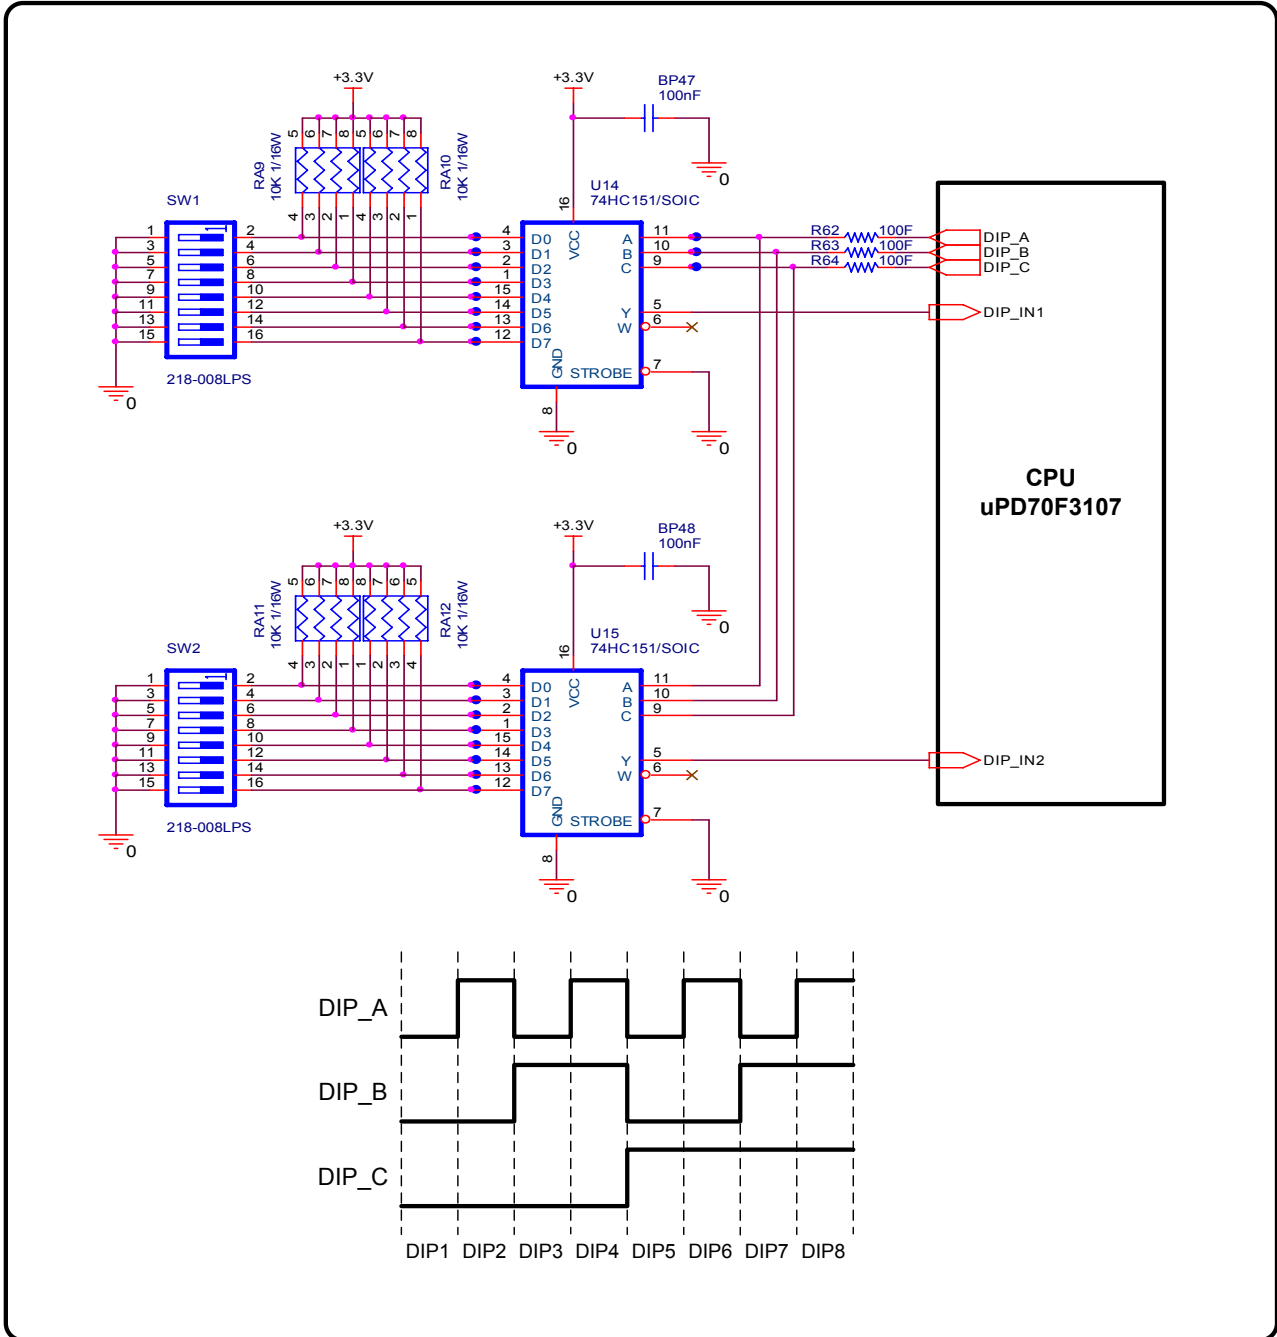 +3.3V
+3.3V
BP47
100nF
5 6 7 8 5 6 7 8
RA9
10K 1/16W
RA10
10K 1/16W
4 3 2 1 4 3 2 1
0
SW1
U14
74HC151/SOIC
16
VCC
1 2 4 D0 A 11 R62 100F DIP_A
3 4 3 D1 B 10 R63 100F DIP_B
5 6 2 D2 C 9 R64 100F DIP_C
7 8 1 D3
9 10 15 D4
11 12 14 D5 Y 5 DIP_IN1
13 14 13 D6 W 6
15 16 12 D7
GND STROBE 7
218-008LPS
0
8
0
0
CPU
uPD70F3107
+3.3V
+3.3V
BP48
100nF
5 6 7 8 8 7 6 5
RA11
10K 1/16W
RA12
10K 1/16W
4 3 2 1 1 2 3 4
0
SW2
U15
74HC151/SOIC
16
VCC
1 2 4 D0 A 11
3 4 3 D1 B 10
5 6 2 D2 C 9
7 8 1 D3
9 10 15 D4
11 12 14 D5 Y 5 DIP_IN2
13 14 13 D6 W 6
15 16 12 D7
GND STROBE 7
218-008LPS
0
8
0
0
DIP_A
DIP_B
DIP_C
DIP1 DIP2 DIP3 DIP4 DIP5 DIP6 DIP7 DIP8